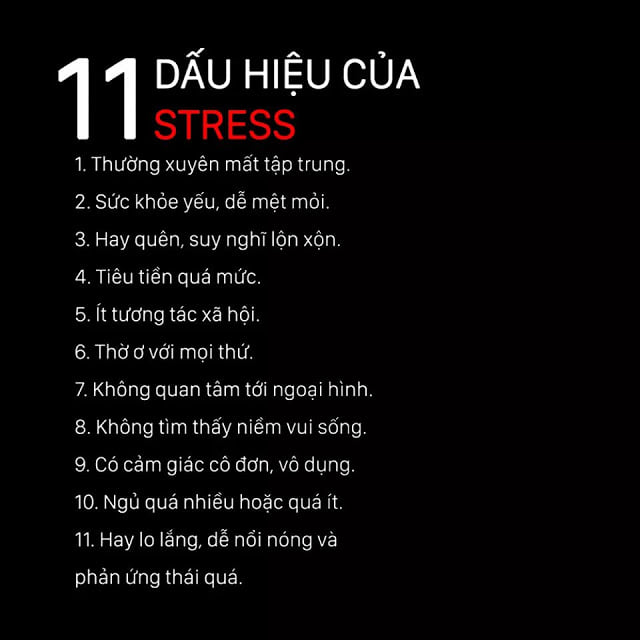 11 DẤU HIỆU CỦA
STRESS
1. Thường xuyên mất tập trung.
2. Sức khỏe yếu, dễ mệt mỏi.
3. Hay quên, suy nghĩ lộn xộn.
4. Tiêu tiền quá mức.
5. Ít tương tác xã hội.
6. Thờ ơ với mọi thứ.
7. Không quan tâm tới ngoại hình.
8. Không tìm thấy niềm vui sống.
9. Có cảm giác cô đơn, vô dụng.
10. Ngủ quá nhiều hoặc quá ít.
11. Hay lo lắng, dễ nổi nóng và
phản ứng thái quá.